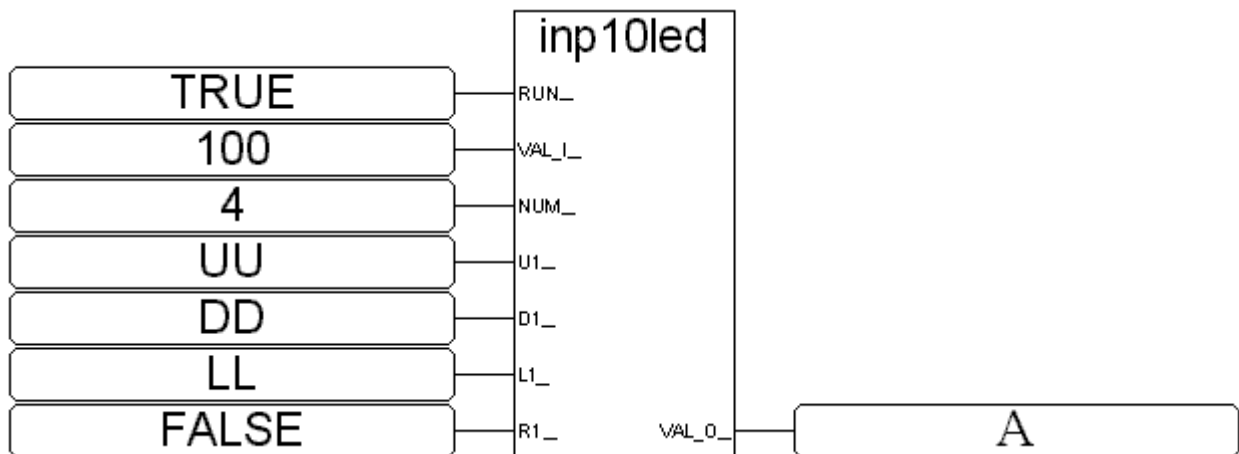 inp10led
TRUE RUN_
100 VAL_I_
4 NUM_
UU U1_
DD D1_
LL L1_
FALSE R1_ VAL_O_ A